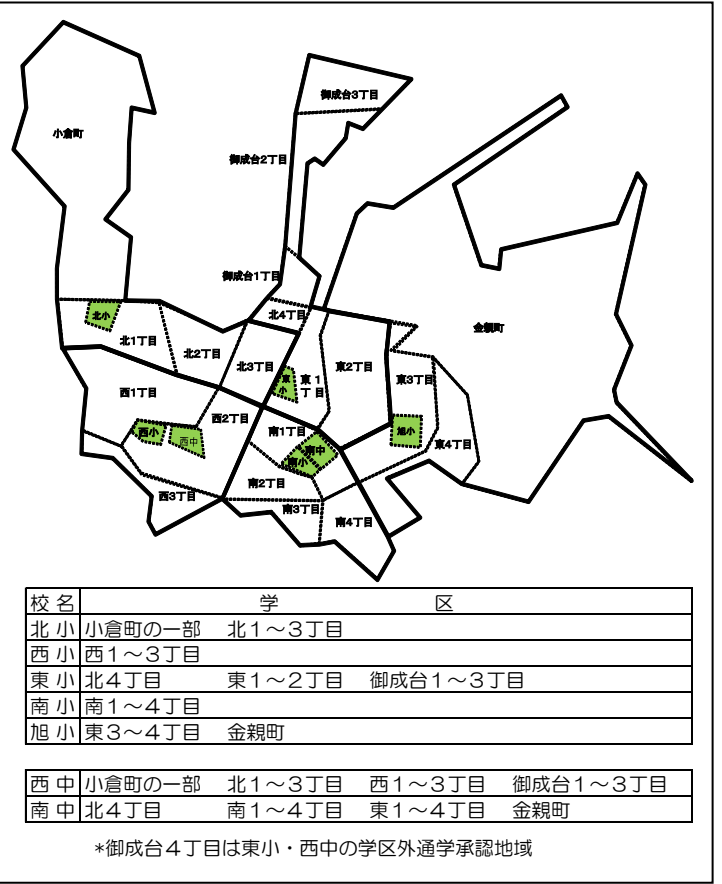 御成台3丁目
小倉町
御成台2丁目
御成台1丁目
北4丁目
金親町
北小
北1丁目
北2丁目
北3丁目
東小
東1丁目
東2丁目
東3丁目
西1丁目
西2丁目
西小
西中
南1丁目
南中
南小
旭小
東4丁目
南2丁目
西3丁目
南3丁目
南4丁目
校名 学区
北小 小倉町の一部 北1～3丁目
西小 西1～3丁目
東小 北4丁目 東1～2丁目 御成台1～3丁目
南小 南1～4丁目
旭小 東3～4丁目 金親町
西中 小倉町の一部 北1～3丁目 西1～3丁目 御成台1～3丁目
南中 北4丁目 南1～4丁目 東1～4丁目 金親町
*御成台4丁目は東小・西中の学区外通学承認地域